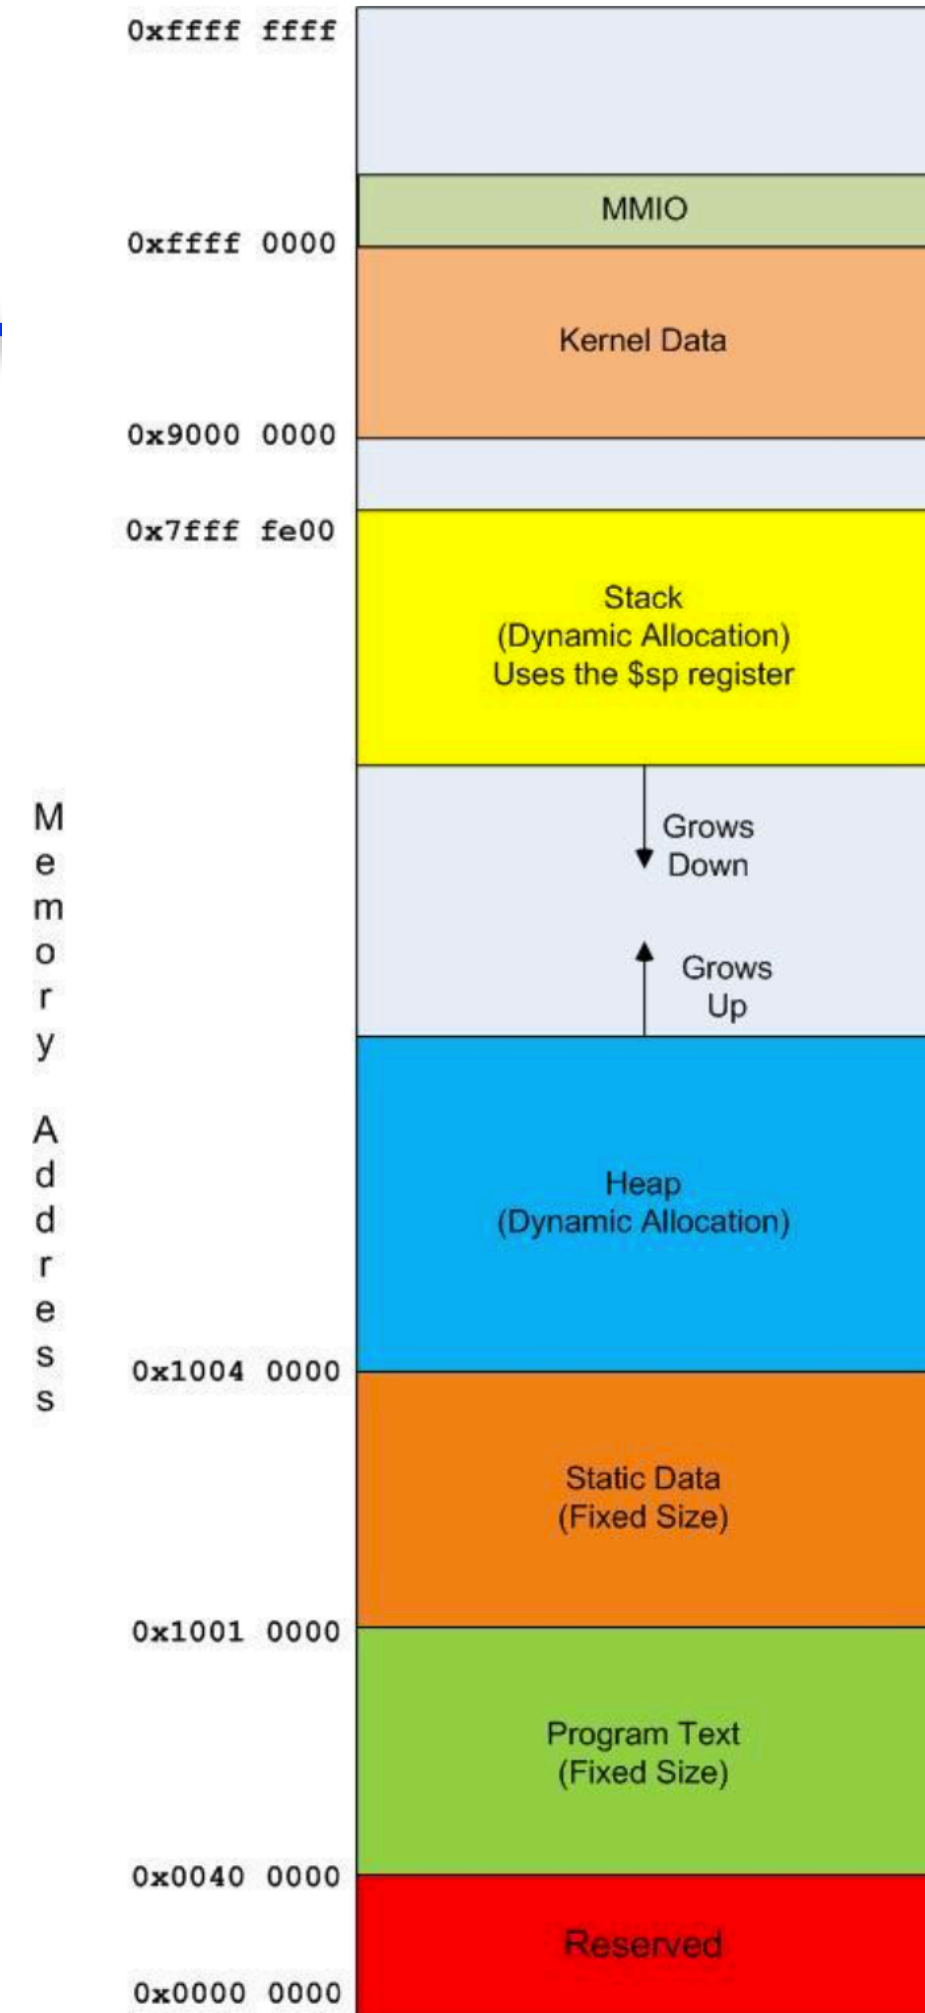 0xffff ffff
MMIO
0xffff 0000
Kernel Data
0x9000 0000
0x7fff fe00
Stack
(Dynamic Allocation)
Uses the $sp register
Grows
Down
Grows
Up
Memory Address
Heap
(Dynamic Allocation)
0x1004 0000
Static Data
(Fixed Size)
0x1001 0000
Program Text
(Fixed Size)
0x0040 0000
Reserved
0x0000 0000